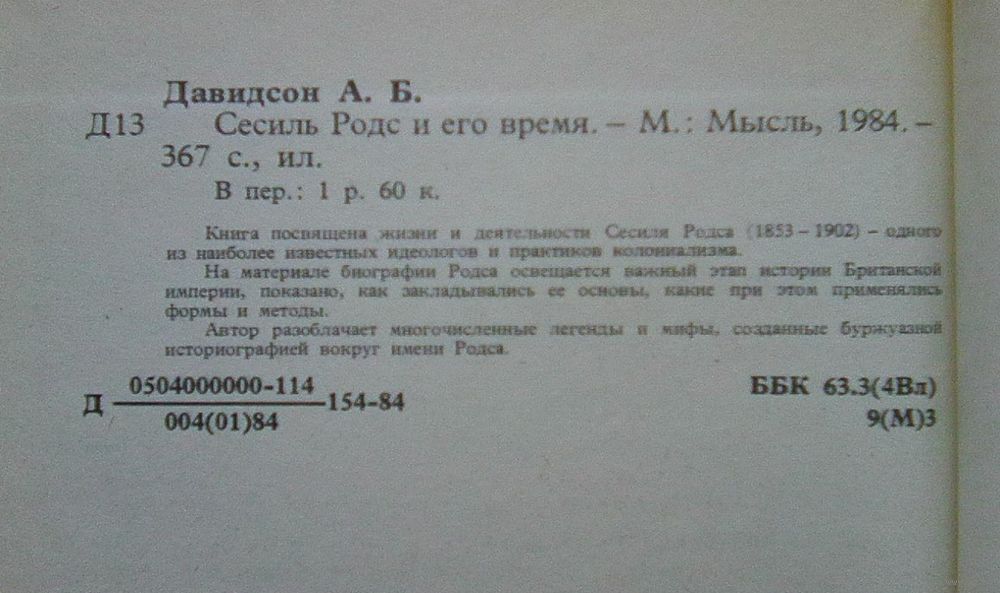 Давидсон А. Б.
Д13 Сесиль Родс и его время. – М.: Мысль, 1984. –
367 с., ил.
В пер.: 1 р. 60 к.
Книга посвящена жизни и деятельности Сесиля Родса (1853 – 1902) – одного
из наиболее известных идеологов и практиков колониализма.
На материале биографии Родса освещается важный этап истории Британской
империи, показано, как закладывались ее основы, какие при этом применялись
формы и методы.
Автор разоблачает многочисленные легенды и мифы, созданные буржуазной
историографией вокруг имени Родса.
0504000000-114
Д 154-84
004(01)84
ББК 63.3(4Вл)
9(М)3